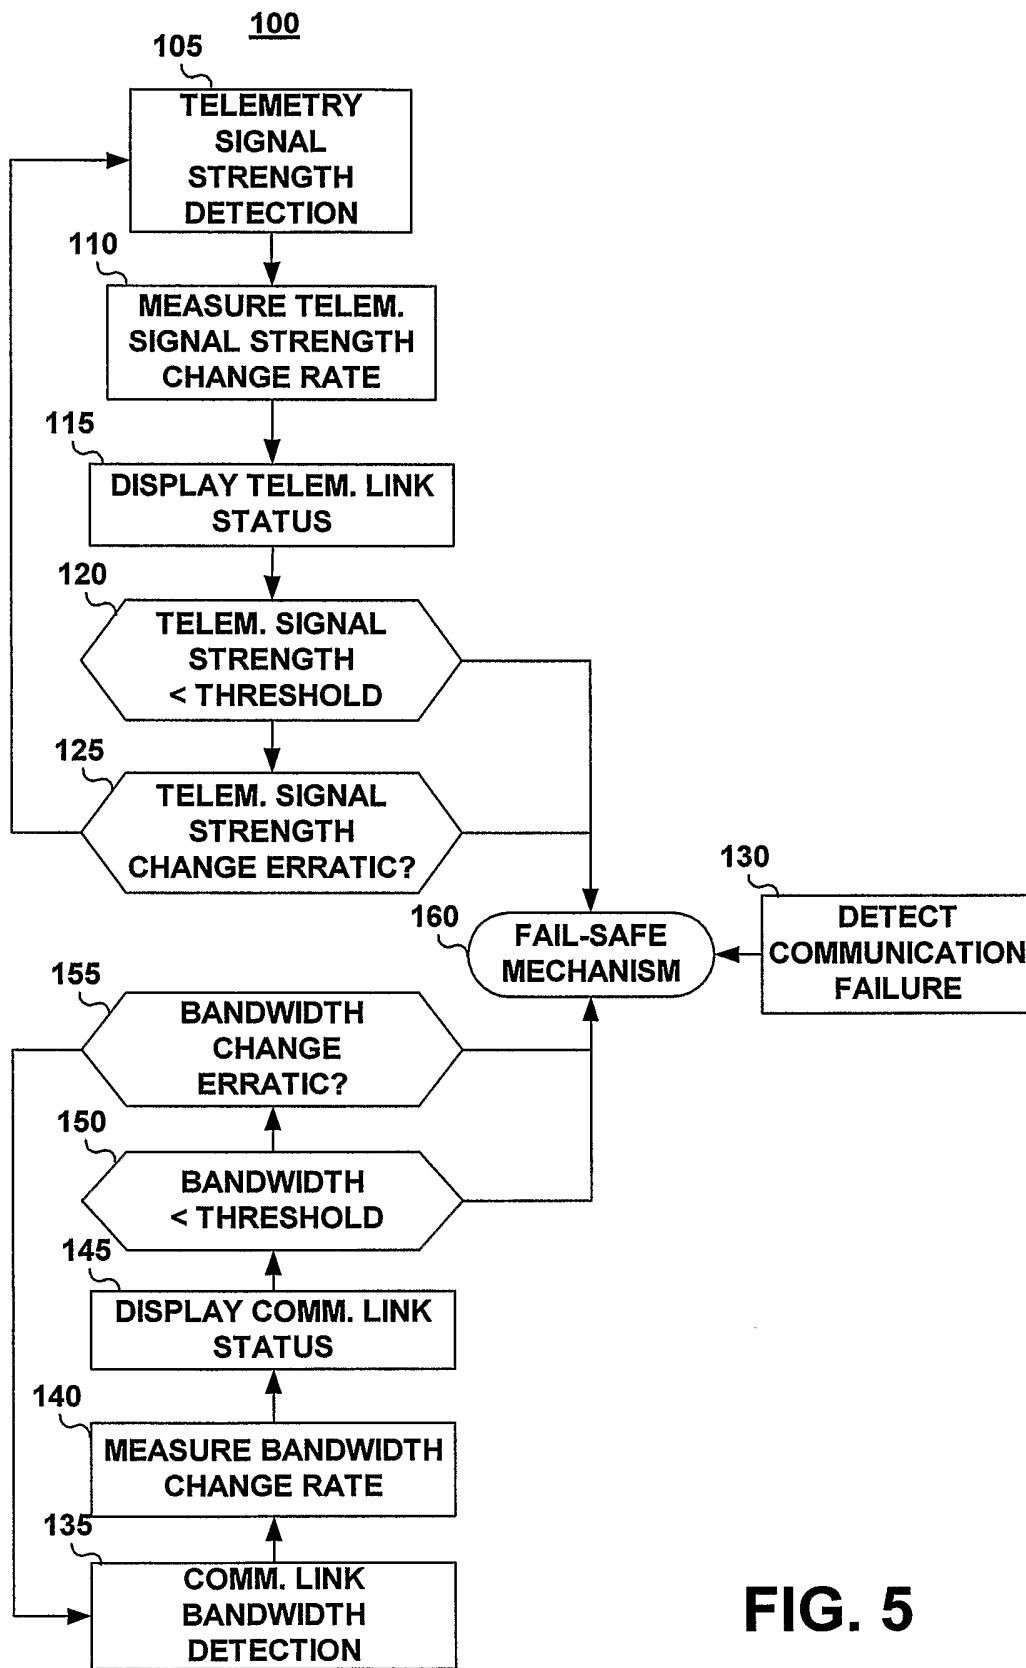 100
105
TELEMETRY
SIGNAL
STRENGTH
DETECTION
110
MEASURE TELEM.
SIGNAL STRENGTH
CHANGE RATE
115
DISPLAY TELEM. LINK
STATUS
120
TELEM. SIGNAL
STRENGTH
< THRESHOLD
125
TELEM. SIGNAL
STRENGTH
CHANGE ERRATIC?
130
DETECT
COMMUNICATION
FAILURE
160
FAIL-SAFE
MECHANISM
155
BANDWIDTH
CHANGE
ERRATIC?
150
BANDWIDTH
< THRESHOLD
145
DISPLAY COMM. LINK
STATUS
140
MEASURE BANDWIDTH
CHANGE RATE
135
COMM. LINK
BANDWIDTH
DETECTION
FIG. 5